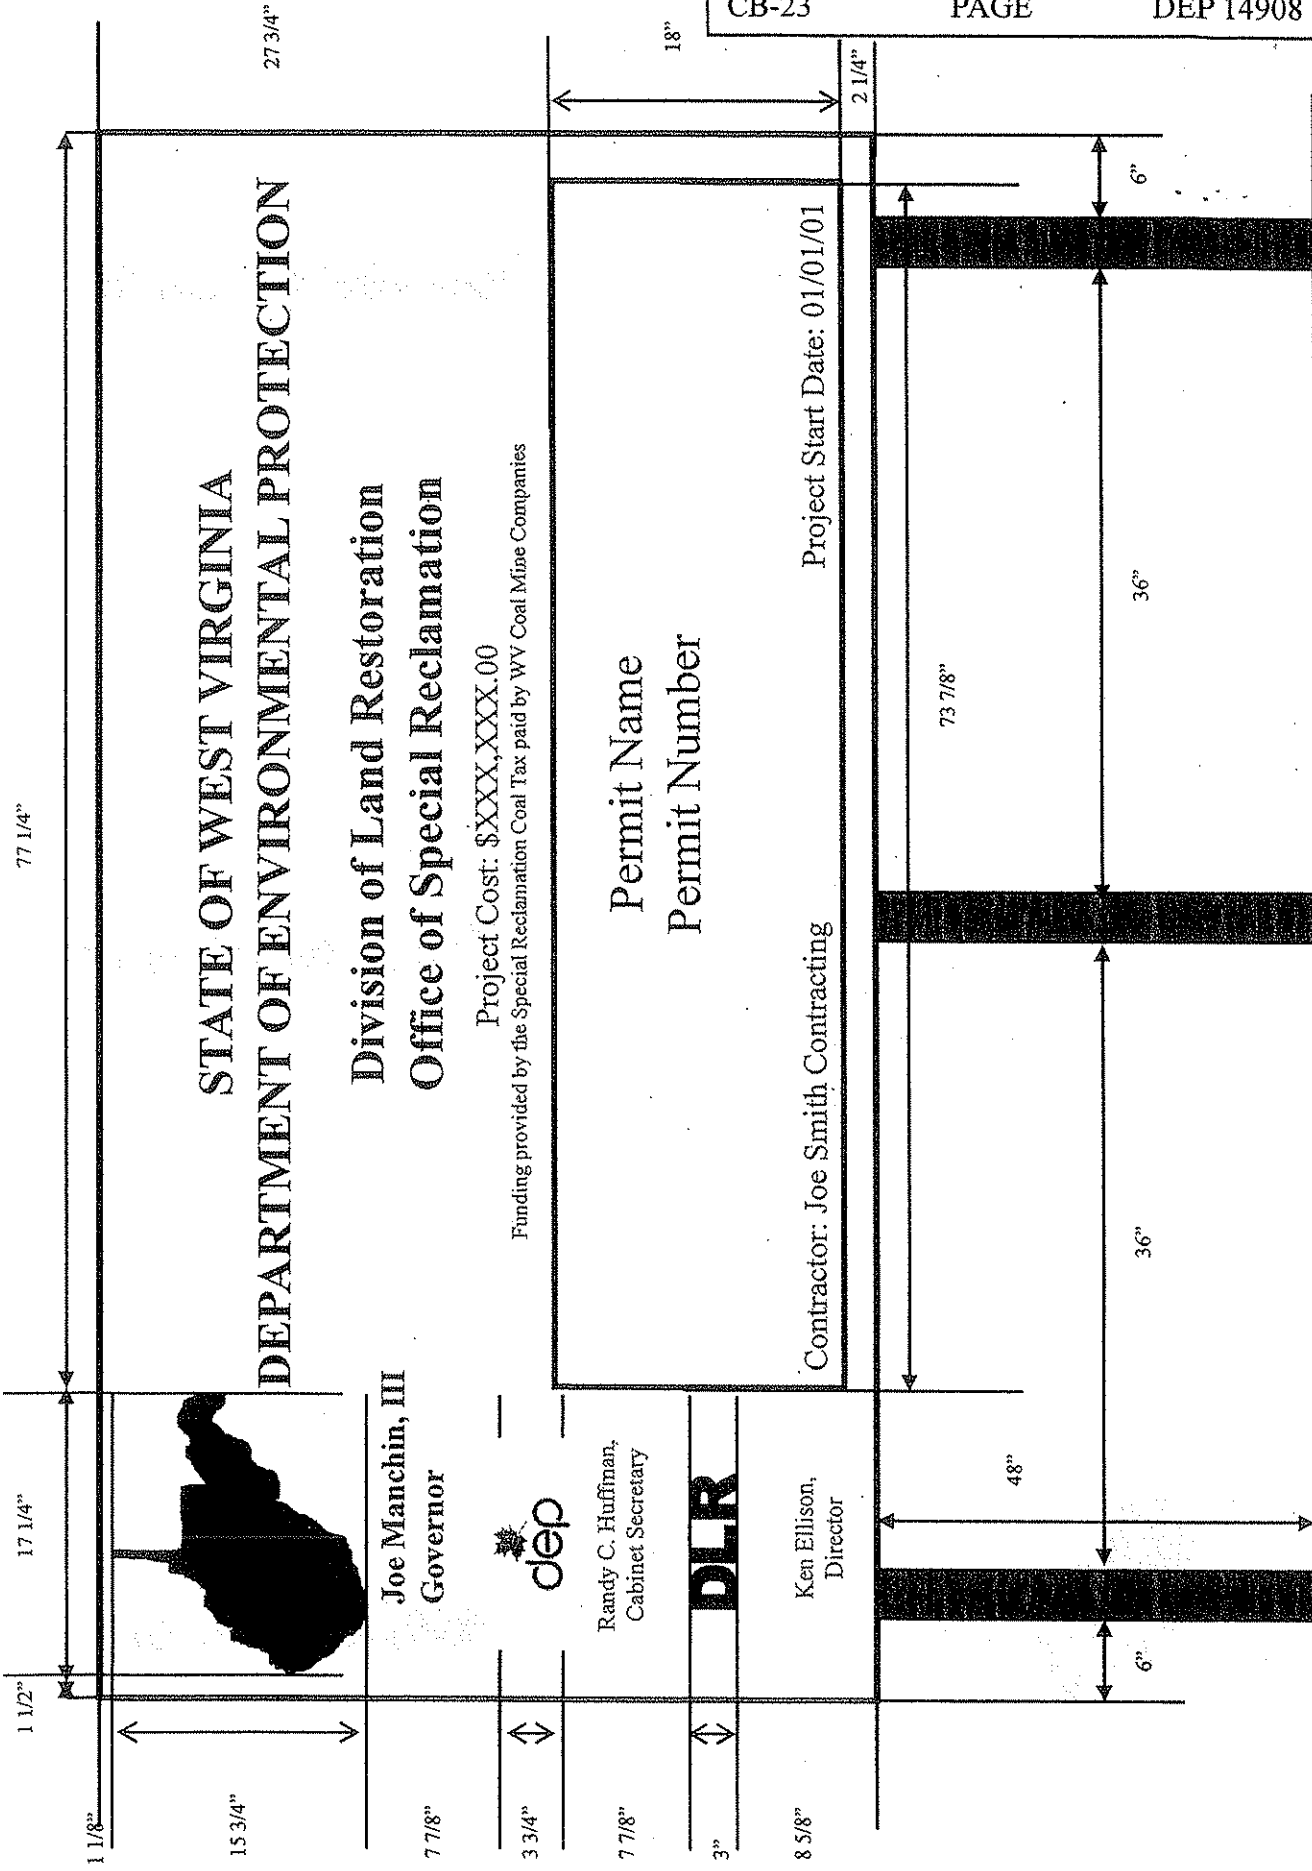 CB-23 PAGE DEP 14908
1 1/2”
17 1/4”
77 1/4”
1 1/8”
15 3/4”
7 7/8”
3 3/4”
7 7/8”
3”
8 5/8”
27 3/4”
18”
2 1/4”
STATE OF WEST VIRGINIA
DEPARTMENT OF ENVIRONMENTAL PROTECTION
Division of Land Restoration
Office of Special Reclamation
Project Cost: $XXX,XXX.00
Funding provided by the Special Reclamation Coal Tax paid by WV Coal Mine Companies
Joe Manchin, III
Governor
dep
Randy C. Huffman,
Cabinet Secretary
DLR
Ken Ellison,
Director
Permit Name
Permit Number
Contractor: Joe Smith Contracting Project Start Date: 01/01/01
73 7/8”
48”
6”
36”
36”
6”